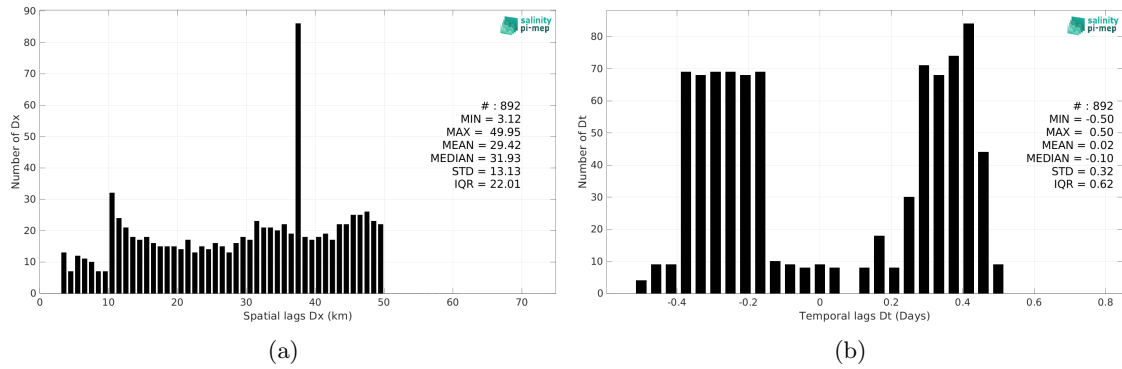 90
80
70
60
50
40
30
20
10
0
Number of Dx
0 10 20 30 40 50 60 70
Spatial lags Dx (km)
salinity
pi-mep
# : 892
MIN = 3.12
MAX = 49.95
MEAN = 29.42
MEDIAN = 31.93
STD = 13.13
IQR = 22.01
(a)
80
70
60
50
40
30
20
10
0
Number of Dt
-0.4 -0.2 0 0.2 0.4 0.6 0.8
Temporal lags Dt (Days)
salinity
pi-mep
# : 892
MIN = -0.50
MAX = 0.50
MEAN = 0.02
MEDIAN = -0.10
STD = 0.32
IQR = 0.62
(b)